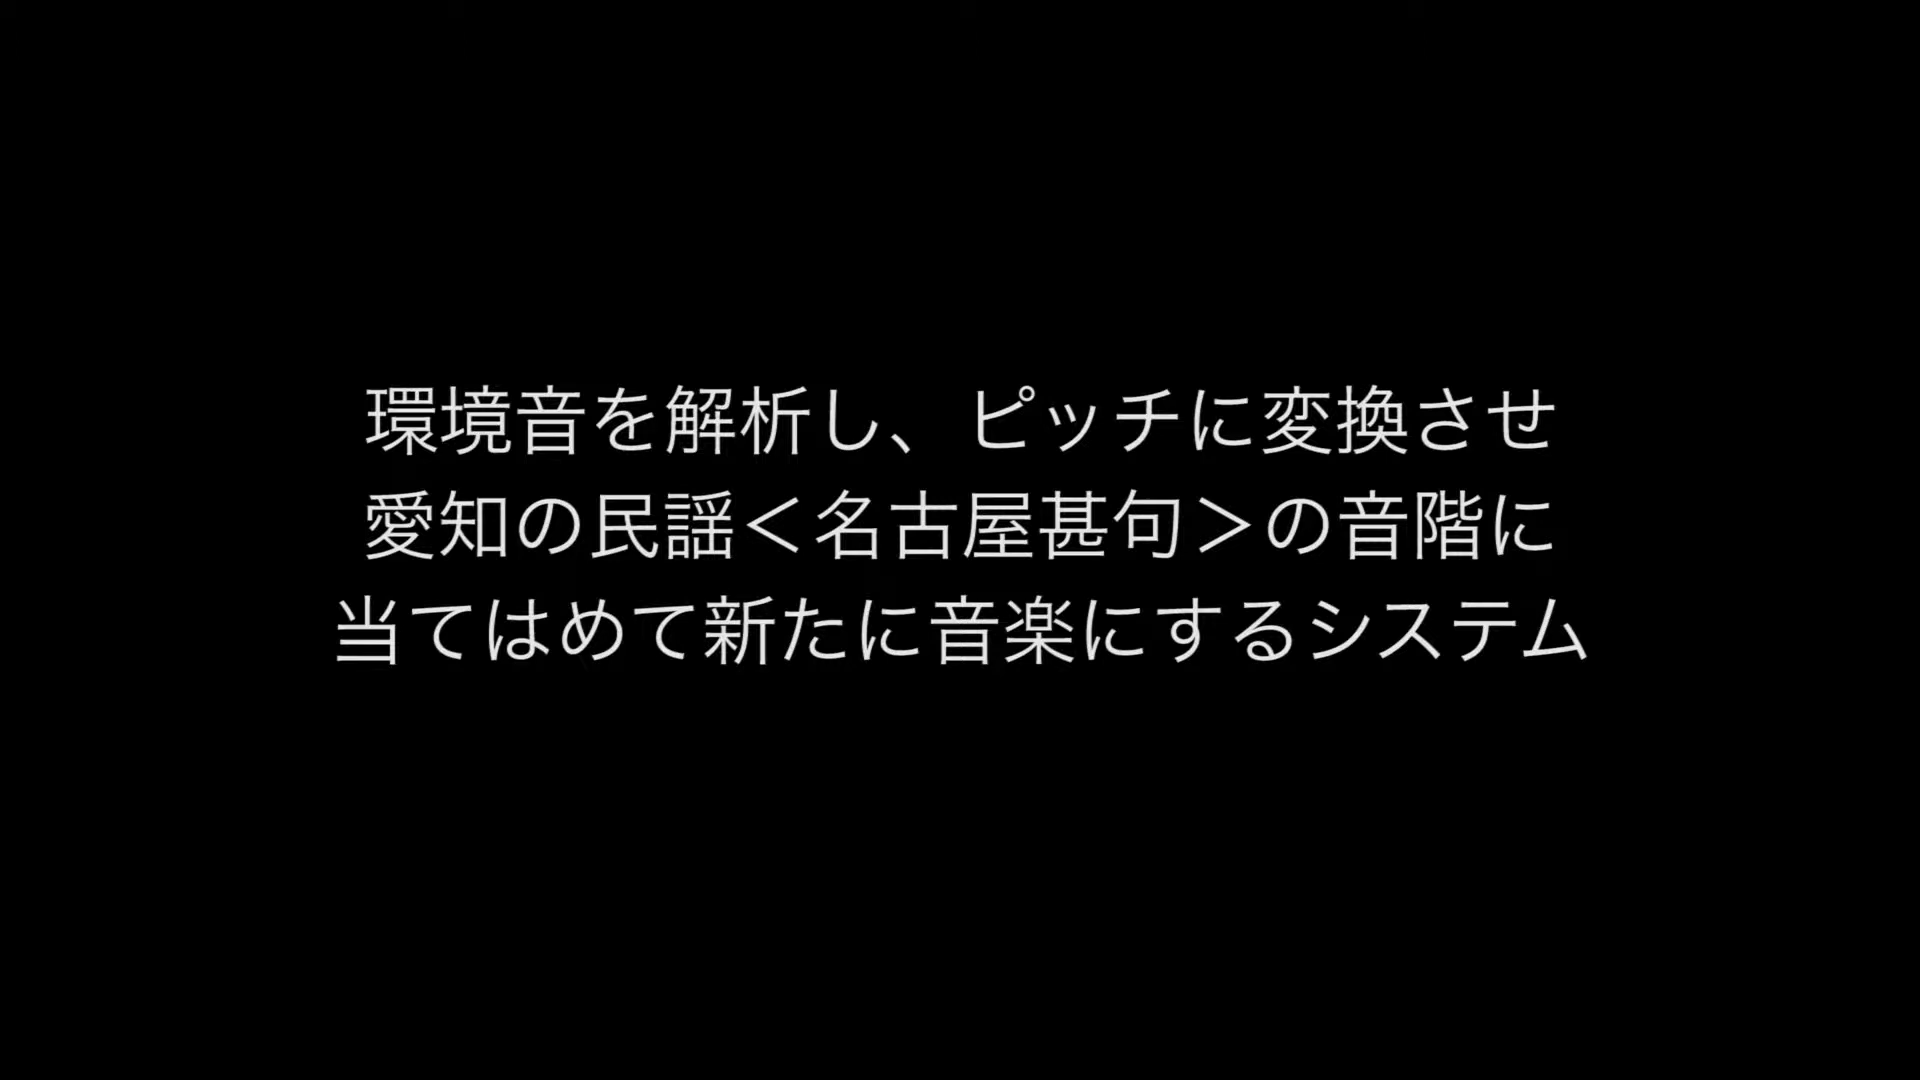 環境音を解析し、ピッチに変換させ
愛知の民謡＜名古屋甚句＞の音階に
当てはめて新たに音楽にするシステム